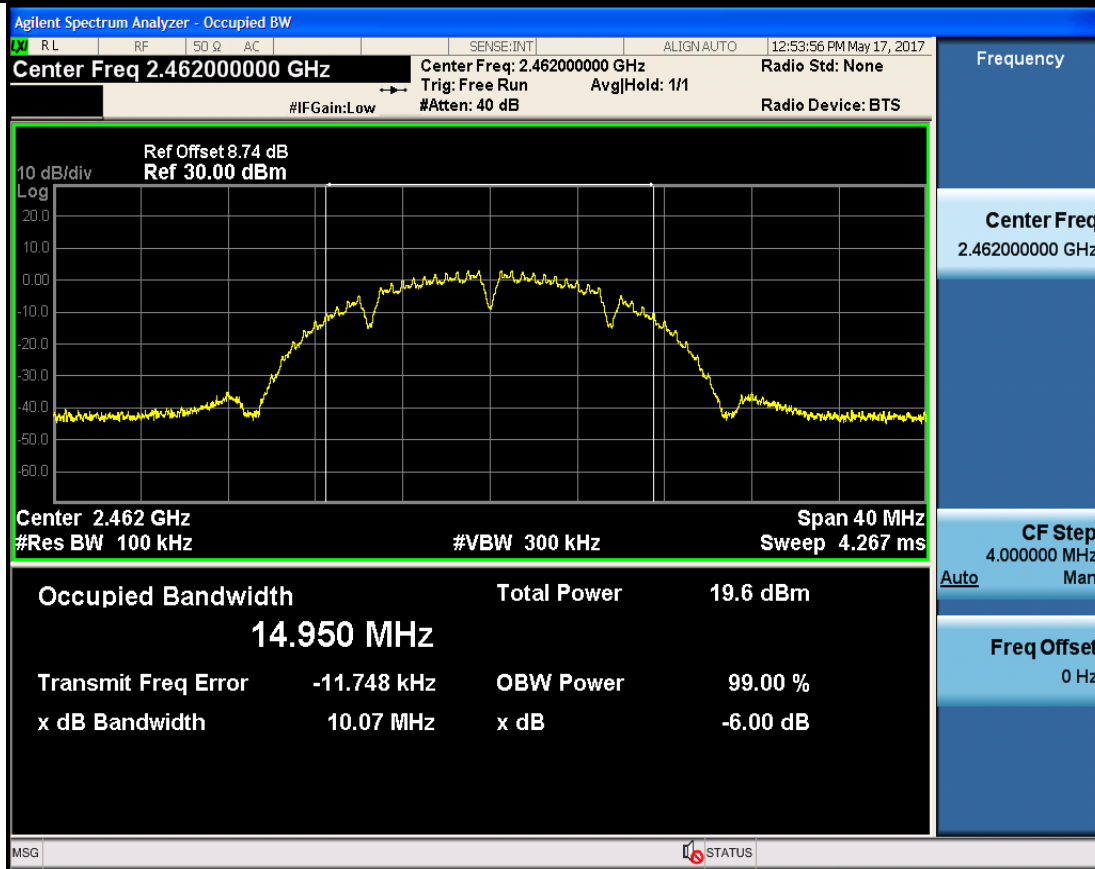 Agilent Spectrum Analyzer - Occupied BW
LXI RL RF 50 Ω AC SENSE:INT ALIGN AUTO 12:53:56 PM May 17, 2017
Center Freq 2.462000000 GHz
Center Freq: 2.462000000 GHz Radio Std: None
Trig: Free Run Avg|Hold: 1/1
#IFGain:Low #Atten: 40 dB Radio Device: BTS
Ref Offset 8.74 dB
10 dB/div Ref 30.00 dBm
Log
20.0
10.0
0.00
-10.0
-20.0
-30.0
-40.0
-50.0
-60.0
Center 2.462 GHz Span 40 MHz
#Res BW 100 kHz #VBW 300 kHz Sweep 4.267 ms
Occupied Bandwidth Total Power 19.6 dBm
14.950 MHz
Transmit Freq Error -11.748 kHz OBW Power 99.00 %
x dB Bandwidth 10.07 MHz x dB -6.00 dB
MSG STATUS
Frequency
Center Freq
2.462000000 GHz
CF Step
4.000000 MHz
Auto Man
Freq Offset
0 Hz